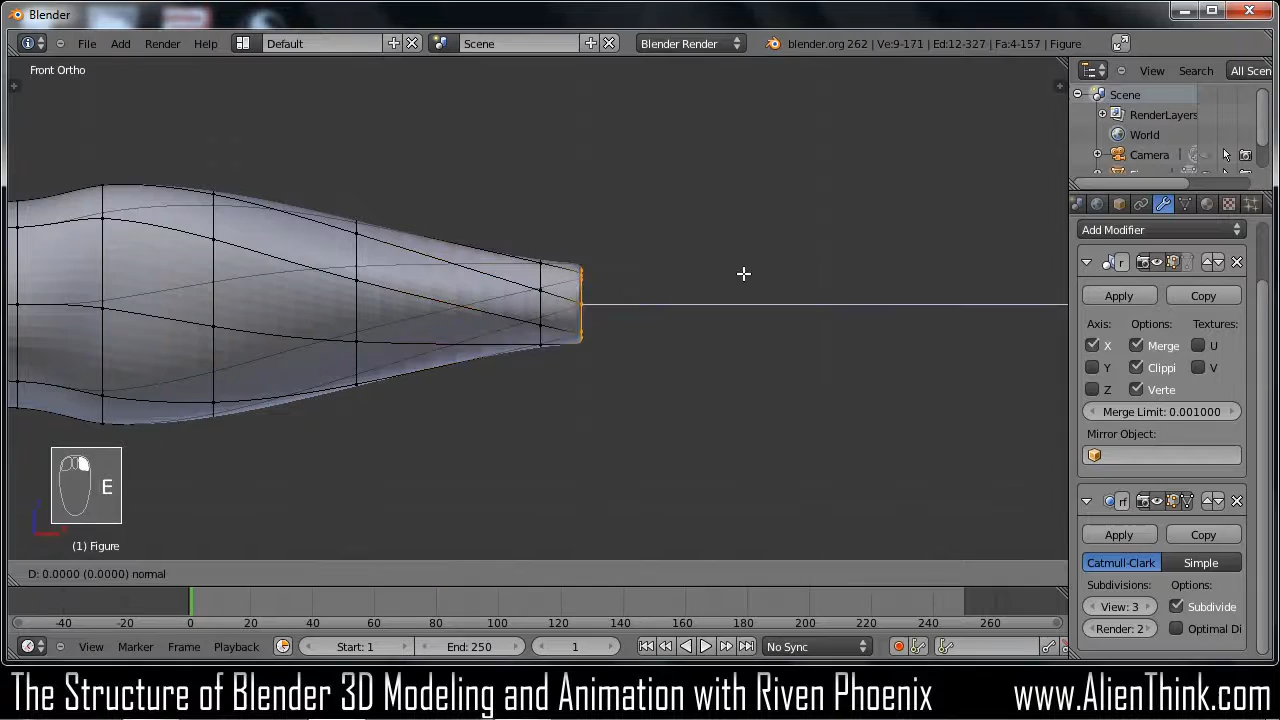 Blender
File Add Render Help Default Scene Blender Render blender.org 262 | Ve:9-171 | Ed:12-327 | Fa:4-157 | Figure
Front Ortho
View Search All Scen
Scene
RenderLayers
World
Camera
Add Modifier
r
Apply Copy
Axis: Options: Textures:
X Merge U
Y Clippi V
Z Verte
Merge Limit: 0.001000
Mirror Object:
rf
Apply Copy
Catmull-Clark Simple
Subdivisions: Options:
View: 3 Subdivide
Render: 2 Optimal Di
E
(1) Figure
D: 0.0000 (0.0000) normal
-40 -20 0 20 40 60 80 100 120 140 160 180 200 220 240 260
View Marker Frame Playback Start: 1 End: 250 1 No Sync
The Structure of Blender 3D Modeling and Animation with Riven Phoenix www.AlienThink.com